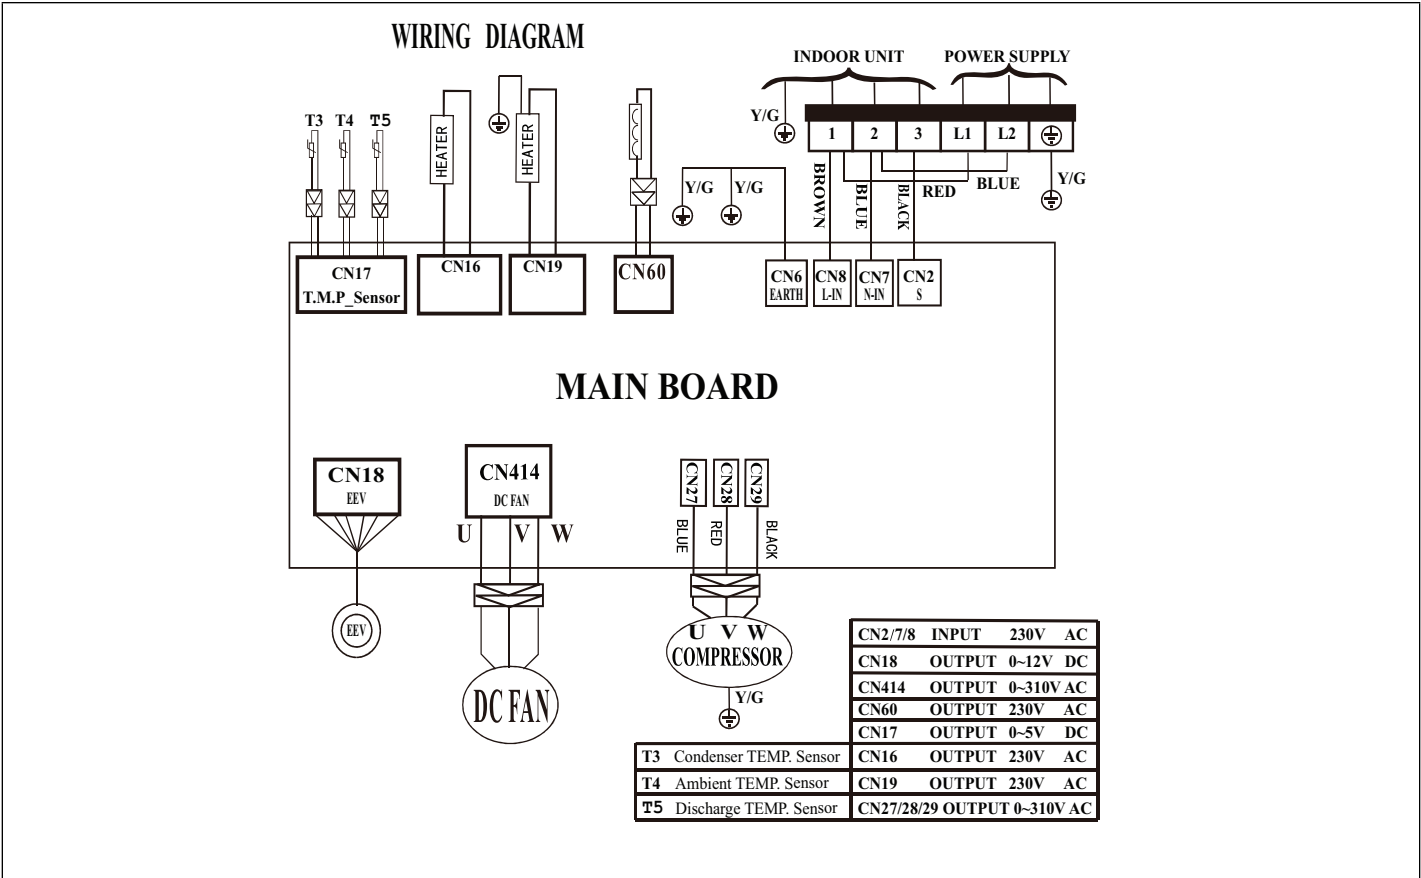 WIRING DIAGRAM
INDOOR UNIT
POWER SUPPLY
Y/G
1 2 3 L1 L2
T3 T4 T5
HEATER
HEATER
Y/G Y/G
BROWN
BLUE
BLACK
RED
BLUE
Y/G
CN17
T.M.P_Sensor
CN16
CN19
CN60
CN6
EARTH
CN8
L-IN
CN7
N-IN
CN2
S
MAIN BOARD
CN18
EEV
CN414
DC FAN
U V W
CN27
CN28
CN29
BLUE
RED
BLACK
EEV
DC FAN
U V W
COMPRESSOR
Y/G
CN2/7/8 INPUT 230V AC
CN18 OUTPUT 0~12V DC
CN414 OUTPUT 0~310V AC
CN60 OUTPUT 230V AC
CN17 OUTPUT 0~5V DC
T3 Condenser TEMP. Sensor CN16 OUTPUT 230V AC
T4 Ambient TEMP. Sensor CN19 OUTPUT 230V AC
T5 Discharge TEMP. Sensor CN27/28/29 OUTPUT 0~310V AC